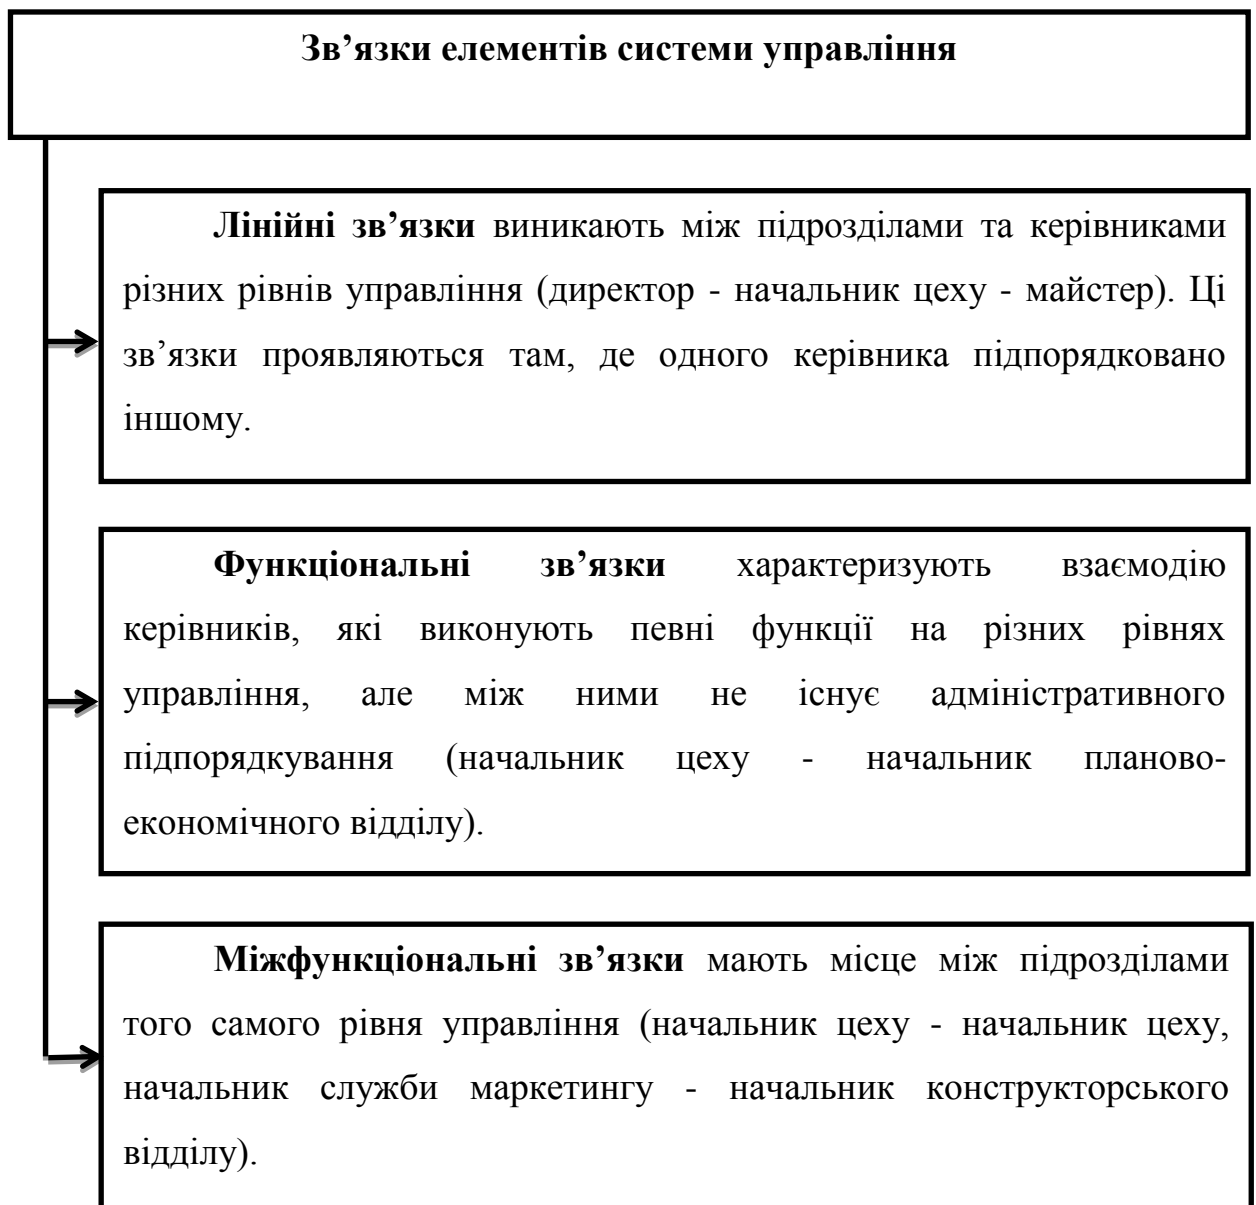 Зв’язки елементів системи управління
Лінійні зв’язки виникають між підрозділами та керівниками
різних рівнів управління (директор - начальник цеху - майстер). Ці
зв’язки проявляються там, де одного керівника підпорядковано
іншому.
Функціональні зв’язки характеризують взаємодію
керівників, які виконують певні функції на різних рівнях
управління, але між ними не існує адміністративного
підпорядкування (начальник цеху - начальник планово-
економічного відділу).
Міжфункціональні зв’язки мають місце між підрозділами
того самого рівня управління (начальник цеху - начальник цеху,
начальник служби маркетингу - начальник конструкторського
відділу).